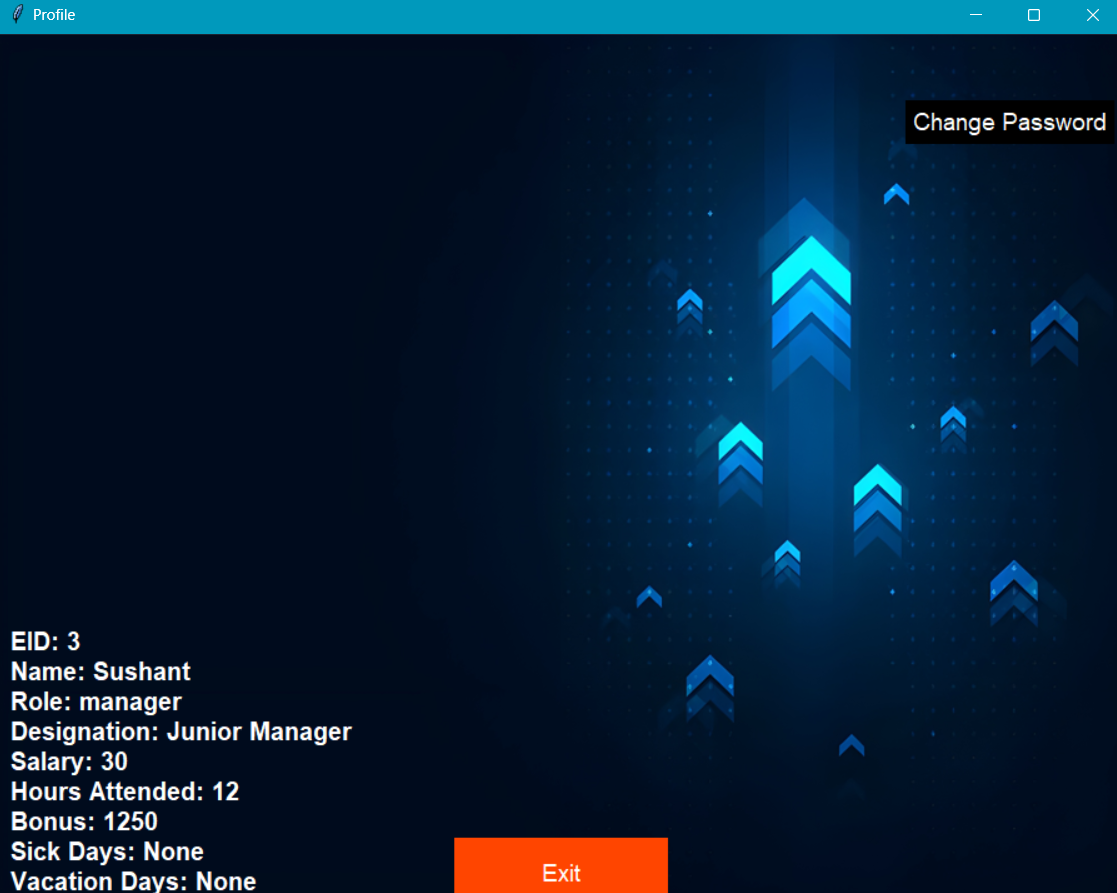 Profile
Change Password
EID: 3
Name: Sushant
Role: manager
Designation: Junior Manager
Salary: 30
Hours Attended: 12
Bonus: 1250
Sick Days: None
Vacation Days: None
Exit